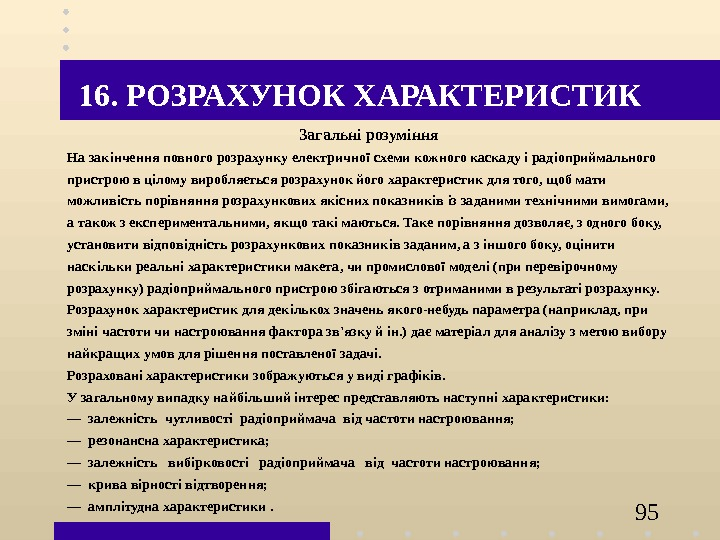 16. РОЗРАХУНОК ХАРАКТЕРИСТИК
Загальні розуміння
На закінчення повного розрахунку електричної схеми кожного каскаду і радіоприймального
пристрою в цілому виробляється розрахунок його характеристик для того, щоб мати
можливість порівняння розрахункових якісних показників із заданими технічними вимогами,
а також з експериментальними, якщо такі маються. Таке порівняння дозволяє, з одного боку,
установити відповідність розрахункових показників заданим, а з іншого боку, оцінити
наскільки реальні характеристики макета, чи промислової моделі (при перевірочному
розрахунку) радіоприймального пристрою збігаються з отриманими в результаті розрахунку.
Розрахунок характеристик для декількох значень якого-небудь параметра (наприклад, при
зміні частоти чи настроювання фактора зв'язку й ін.) дає матеріал для аналізу з метою вибору
найкращих умов для рішення поставленої задачі.
Розраховані характеристики зображуються у виді графіків.
У загальному випадку найбільший інтерес представляють наступні характеристики:
— залежність чутливості радіоприймача від частоти настроювання;
— резонансна характеристика;
— залежність вибірковості радіоприймача від частоти настроювання;
— крива вірності відтворення;
— амплітудна характеристики .
95